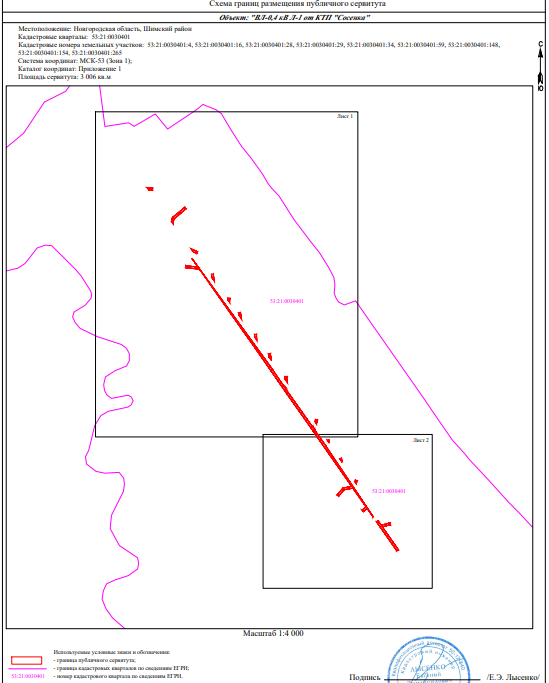 Схема границ размещения публичного сервитута
Объект: "ВЛ-0,4 кВ Л-1 от КТП "Сосенка"
Местоположение: Новгородская область, Шимский район
Кадастровые кварталы: 53:21:0030401
Кадастровые номера земельных участков: 53:21:0030401:4, 53:21:0030401:16, 53:21:0030401:28, 53:21:0030401:29, 53:21:0030401:34, 53:21:0030401:59, 53:21:0030401:148,
53:21:0030401:154, 53:21:0030401:265
Система координат: МСК-53 (Зона 1);
Каталог координат: Приложение 1
Площадь сервитута: 3 006 кв.м
С
Ю
Лист 1
53:21:0030401
Лист 2
53:21:0030401
Масштаб 1:4 000
Используемые условные знаки и обозначения:
- граница публичного сервитута;
- граница кадастровых кварталов по сведениям ЕГРН;
53:21:0030401 - номер кадастрового квартала по сведениям ЕГРН.
ЛЫСЕНКО
Евгений
Подпись /Е.Э. Лысенко/